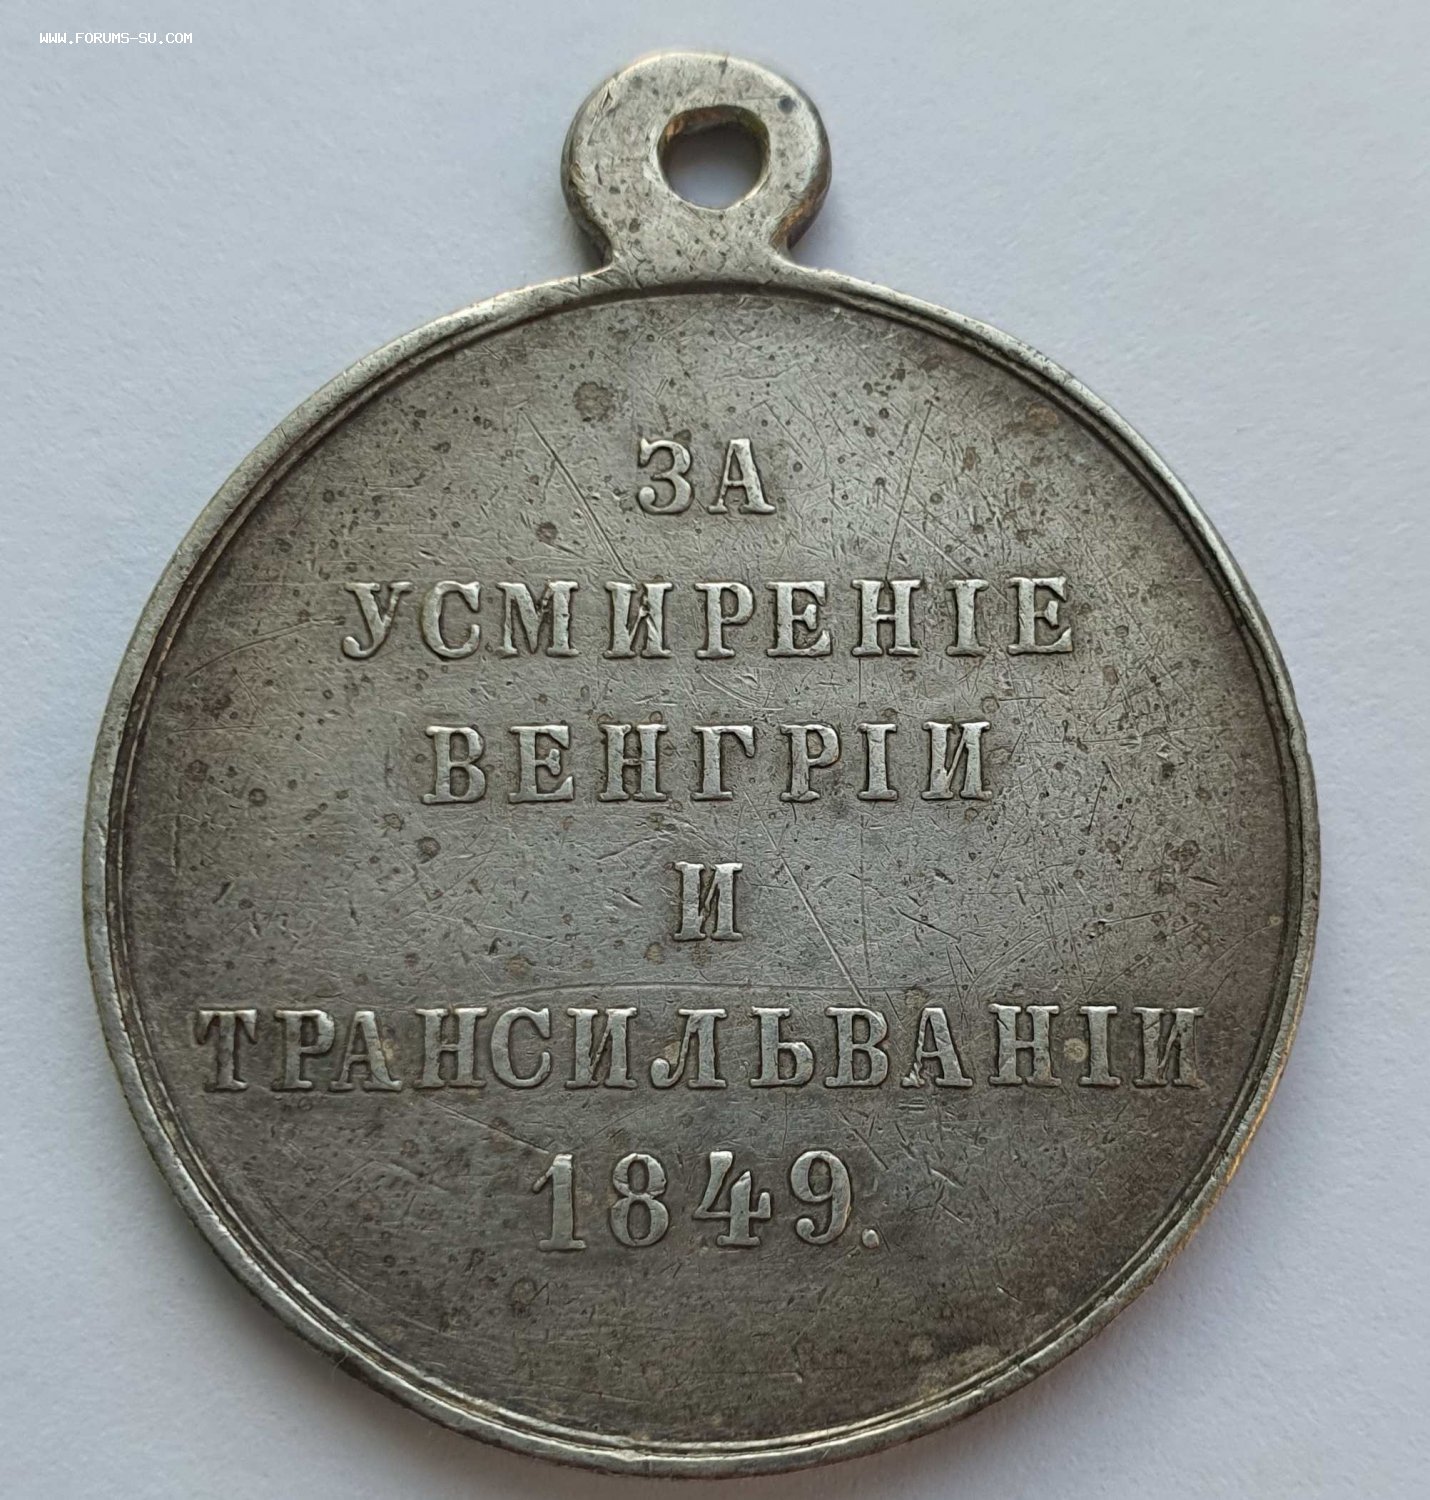 WWW.FORUMS-SU.COM
ЗА
УСМИРЕНІЕ
ВЕНГРІИ
И
ТРАНСИЛЬВАНІИ
1849.